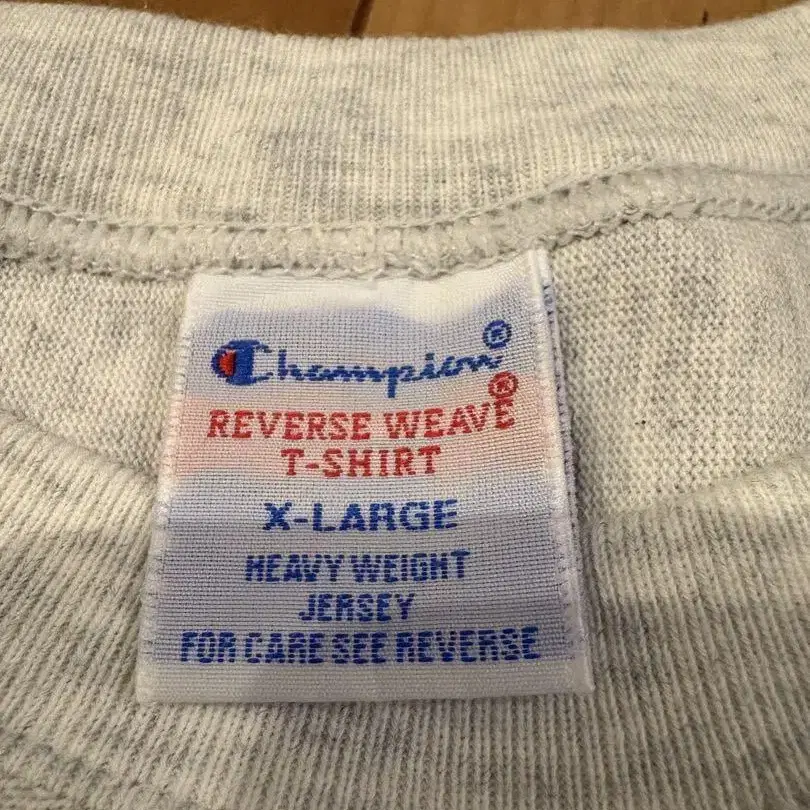 Champion®
REVERSE WEAVE®
T-SHIRT
X-LARGE
HEAVY WEIGHT
JERSEY
FOR CARE SEE REVERSE